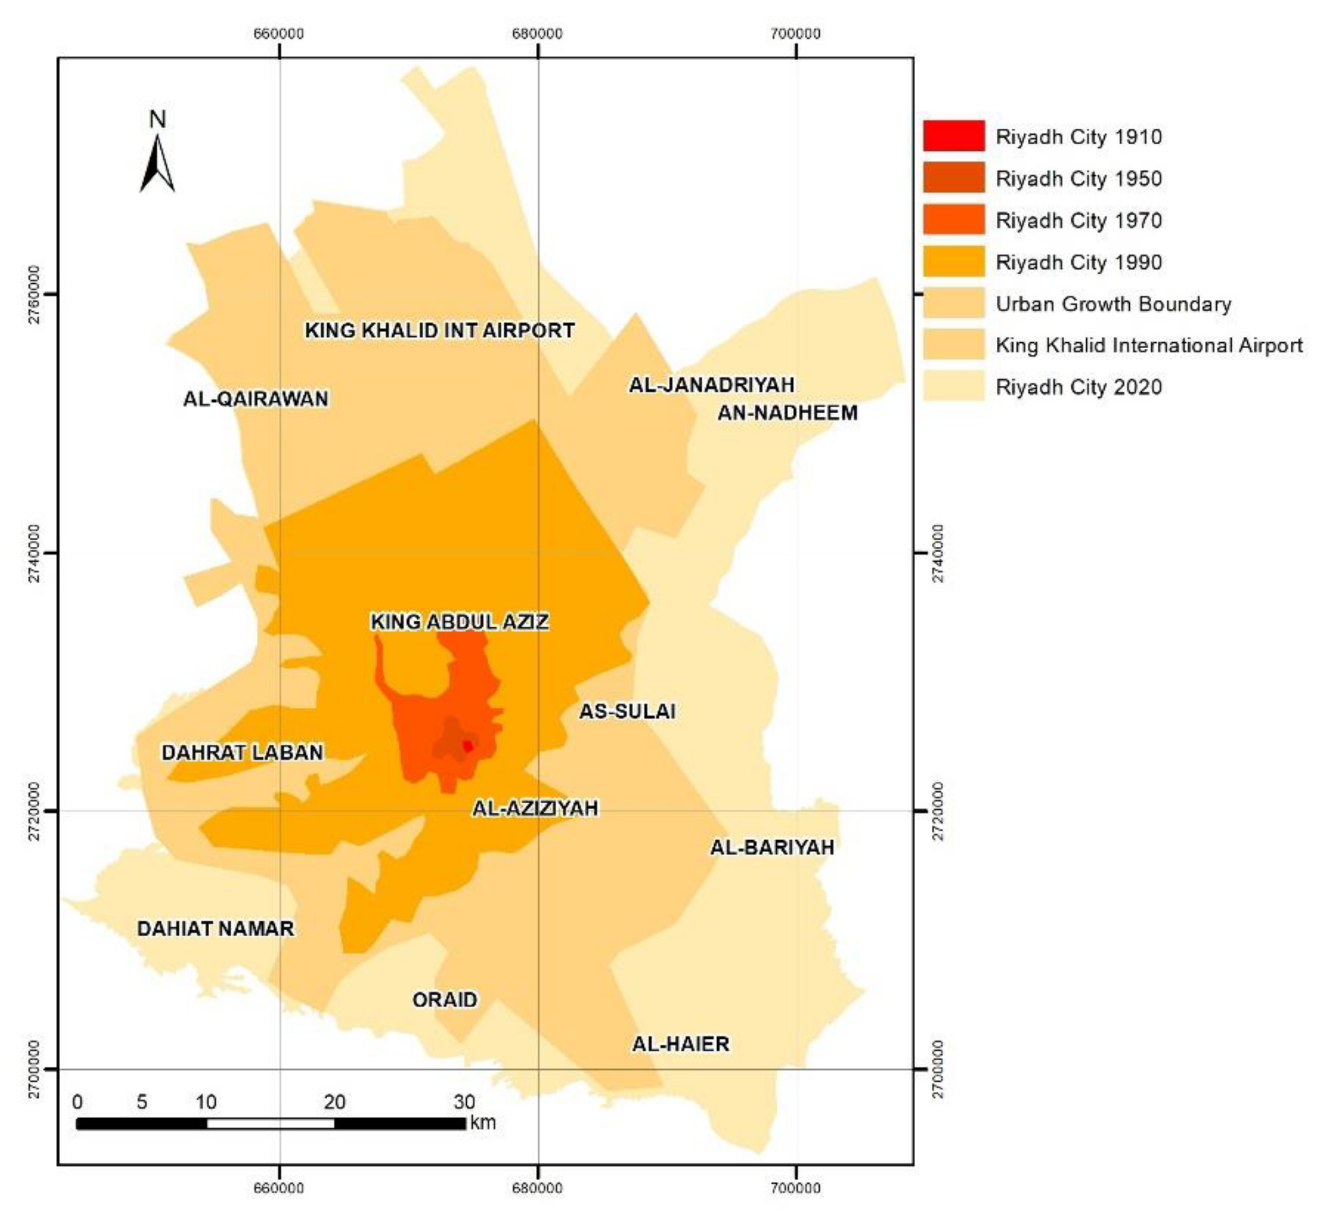 660000 680000 700000
N
Riyadh City 1910
Riyadh City 1950
Riyadh City 1970
Riyadh City 1990
Urban Growth Boundary
King Khalid International Airport
Riyadh City 2020
2760000
KING KHALID INT AIRPORT
AL-JANADRIYAH
AL-QAIRAWAN
AN-NADHEEM
2740000 2740000
KING ABDUL AZIZ
AS-SULAI
DAHRAT LABAN
AL-AZIZIYAH
2720000 2720000
AL-BARIYAH
DAHIAT NAMAR
ORAID
AL-HAIER
2700000 2700000
0 5 10 20 30
km
660000 680000 700000